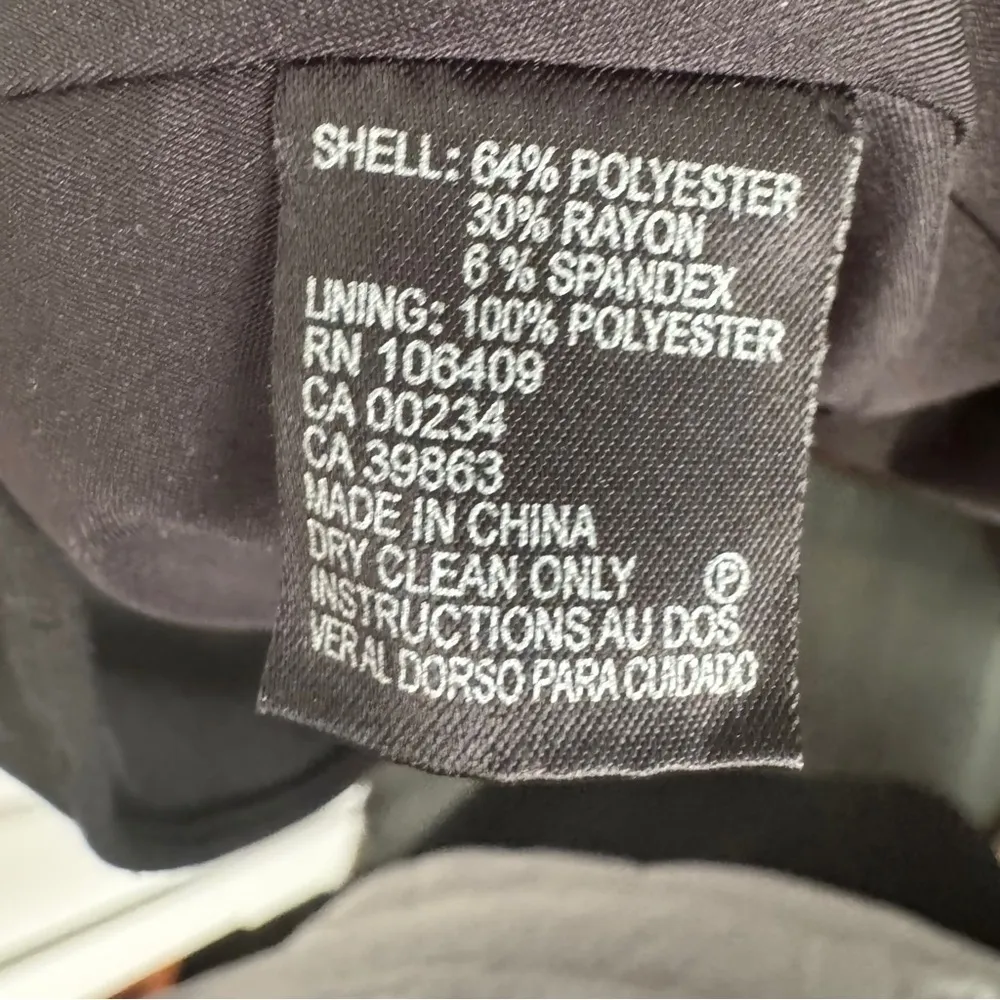 SHELL: 64% POLYESTER
30% RAYON
6 % SPANDEX
LINING: 100% POLYESTER
RN 106409
CA 00234
CA 39863
MADE IN CHINA
DRY CLEAN ONLY Ⓟ
INSTRUCTIONS AU DOS
VER AL DORSO PARA CUIDADO